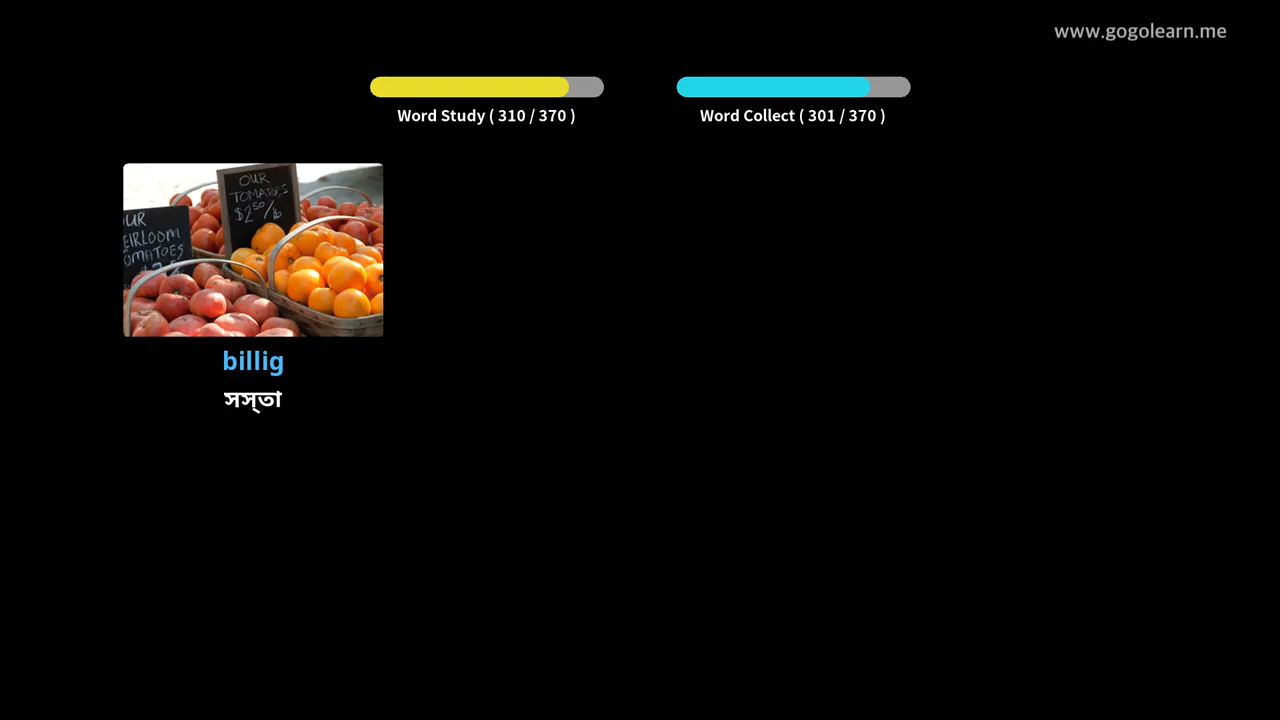 www.gogolearn.me
Word Study ( 310 / 370 )
Word Collect ( 301 / 370 )
OUR
TOMATOES
$2.50/lb
UR
EIRLOOM
OMATOES
billig
সস্তা